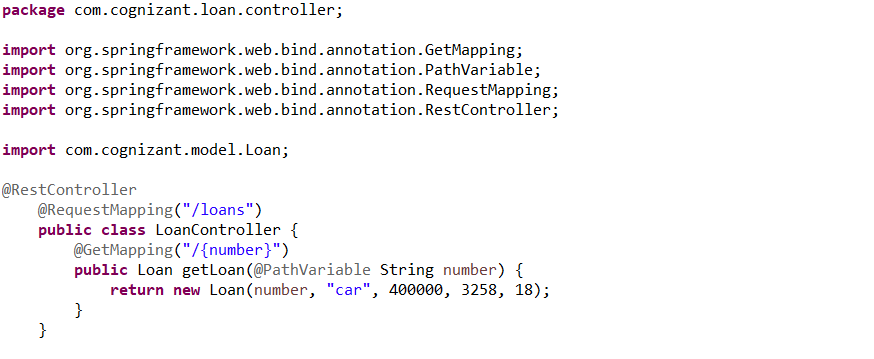 package com.cognizant.loan.controller;

import org.springframework.web.bind.annotation.GetMapping;
import org.springframework.web.bind.annotation.PathVariable;
import org.springframework.web.bind.annotation.RequestMapping;
import org.springframework.web.bind.annotation.RestController;

import com.cognizant.model.Loan;

@RestController
    @RequestMapping("/loans")
    public class LoanController {
        @GetMapping("/{number}")
        public Loan getLoan(@PathVariable String number) {
            return new Loan(number, "car", 400000, 3258, 18);
        }
    }